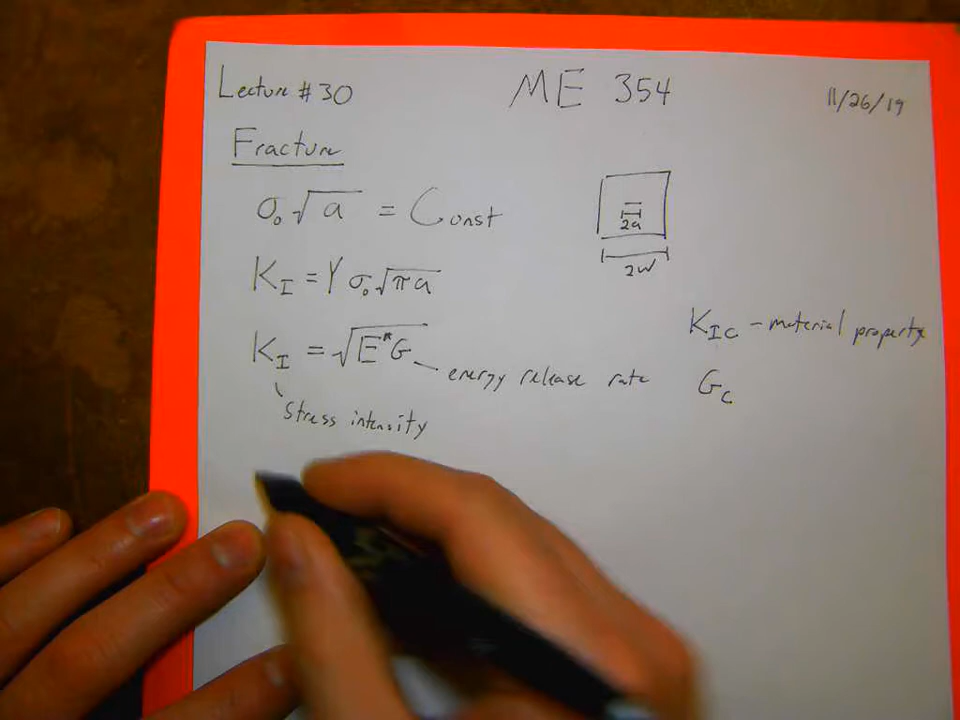 Lecture #30 ME 354 11/26/19
Fracture
σ₀√a = Const
2a
2w
K_I = Y σ₀√πa
K_IC - material property
K_I = √E*G
energy release rate
G_c
stress intensity